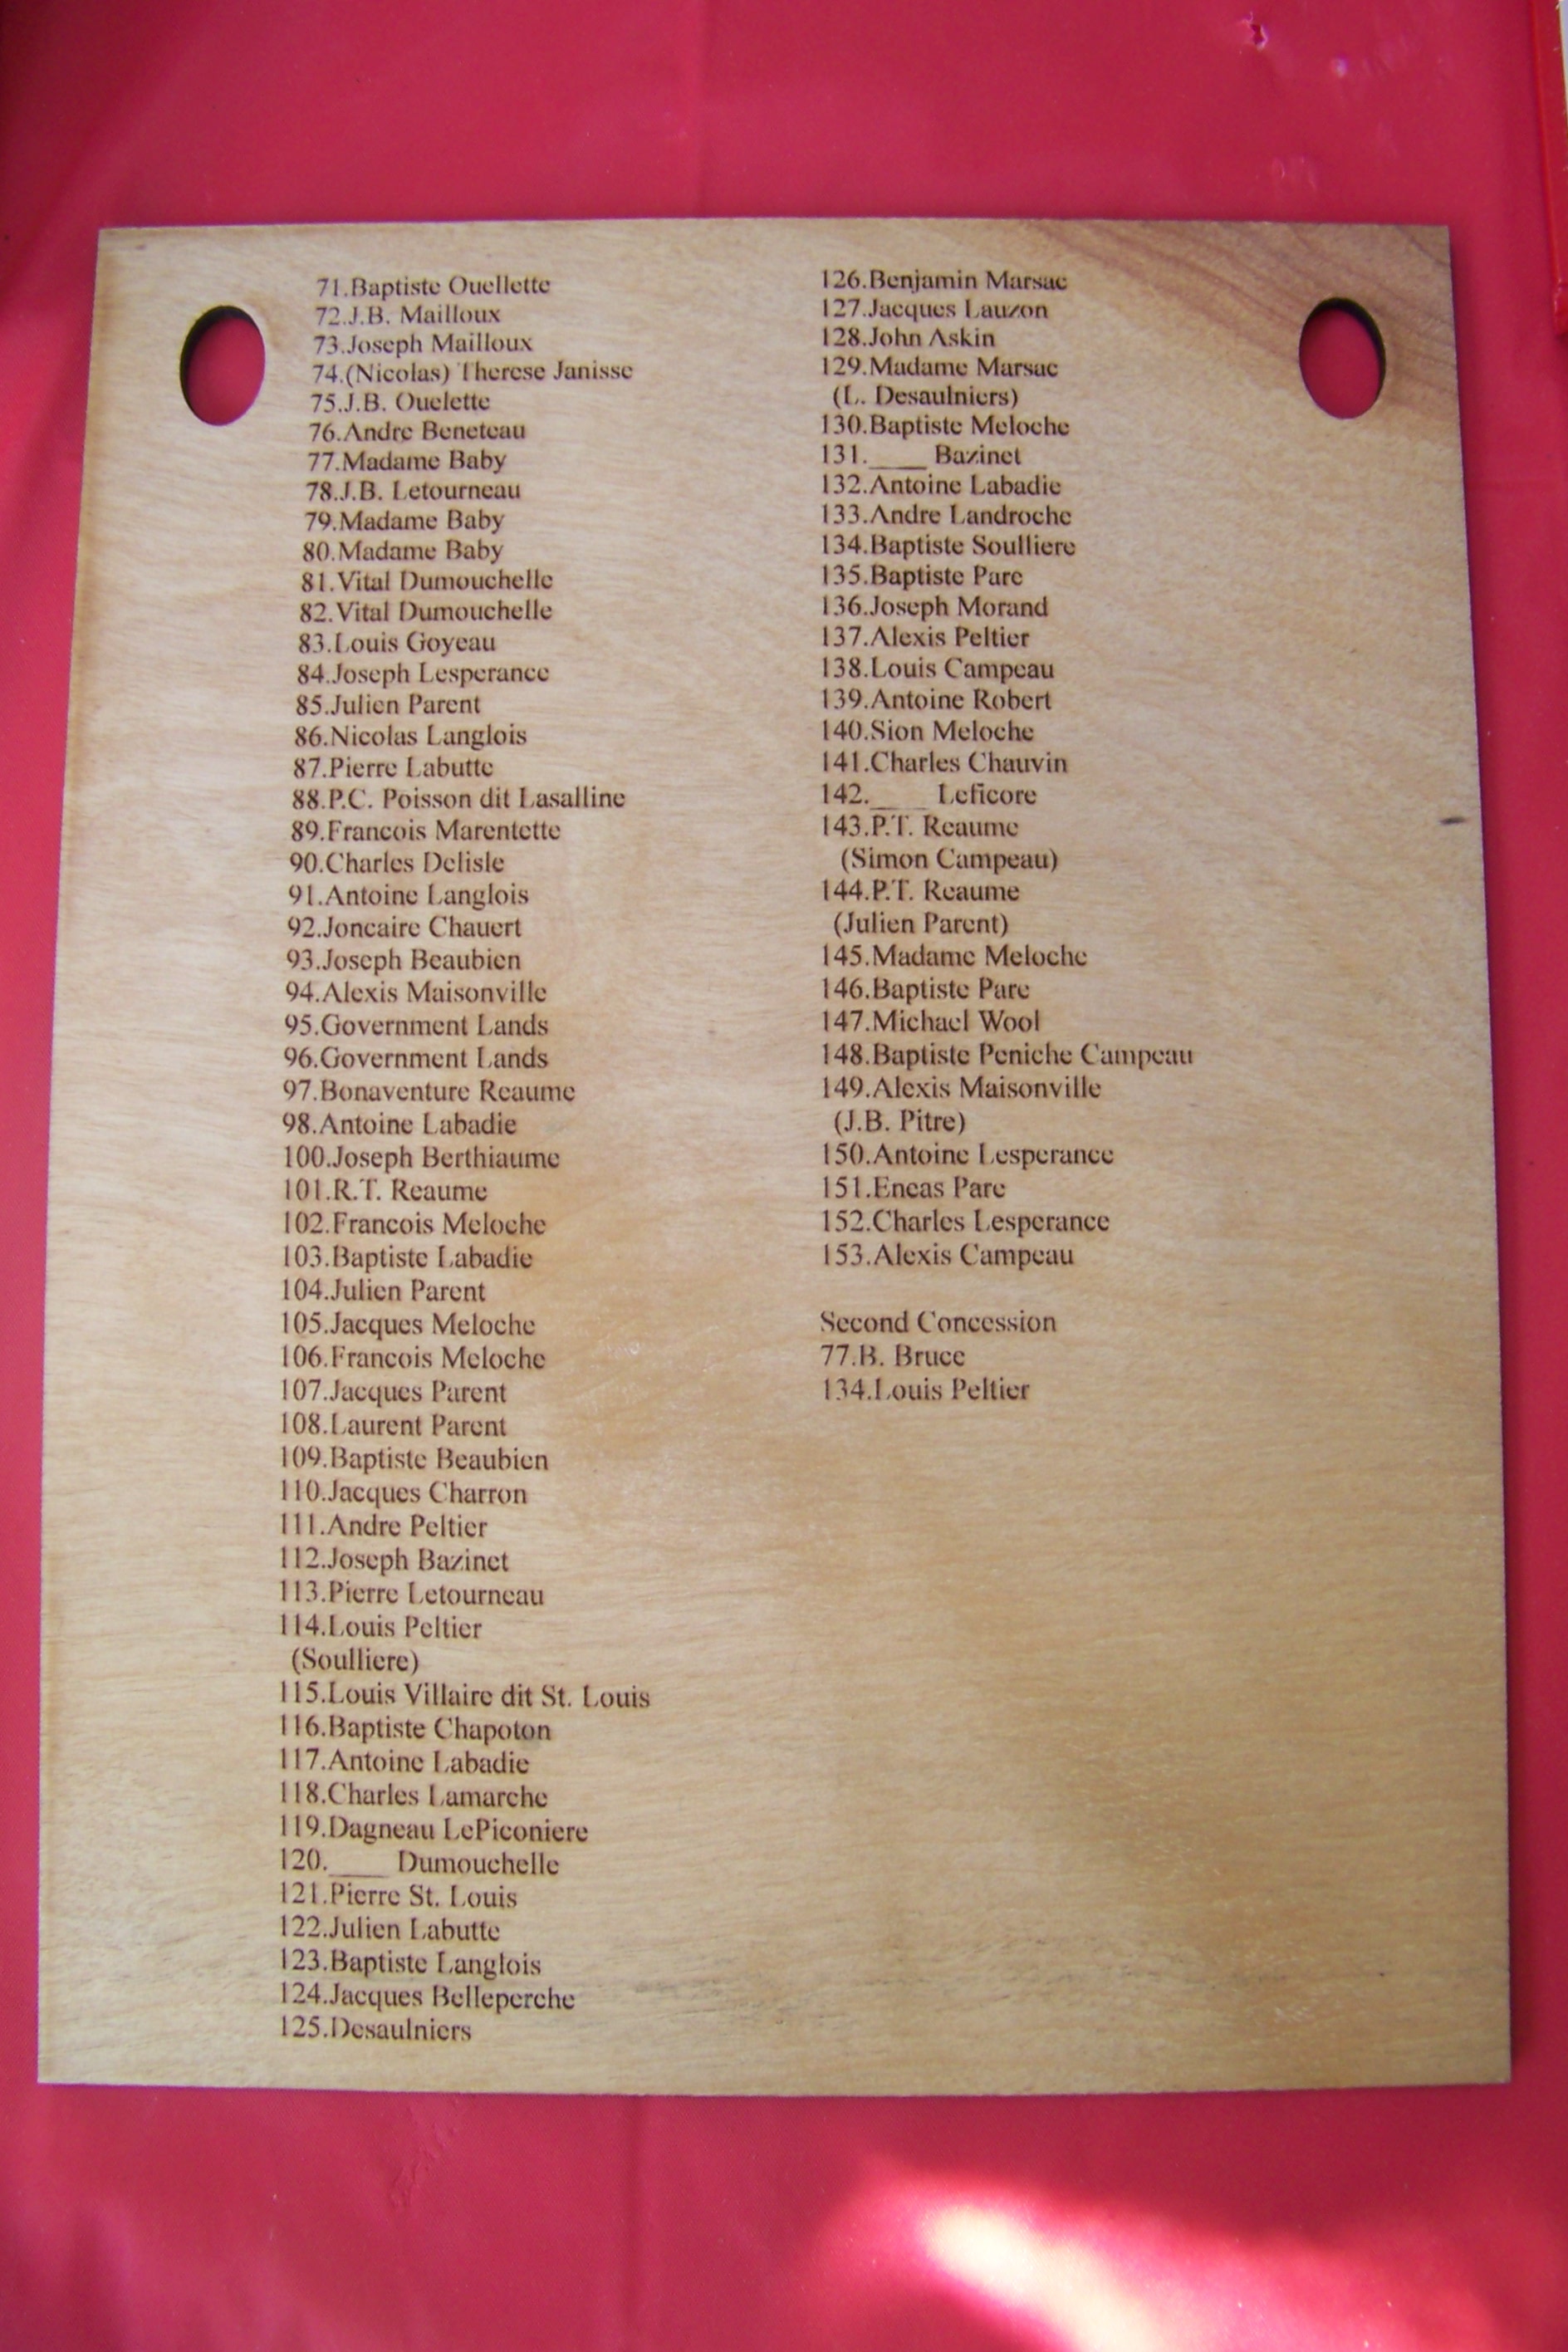 71.Baptiste Ouellette
72.J.B. Mailloux
73.Joseph Mailloux
74.(Nicolas) Therese Janisse
75.J.B. Ouelette
76.Andre Beneteau
77.Madame Baby
78.J.B. Letourneau
79.Madame Baby
80.Madame Baby
81.Vital Dumouchelle
82.Vital Dumouchelle
83.Louis Goyeau
84.Joseph Lesperance
85.Julien Parent
86.Nicolas Langlois
87.Pierre Labutte
88.P.C. Poisson dit Lasalline
89.Francois Marentette
90.Charles Delisle
91.Antoine Langlois
92.Joncaire Chauert
93.Joseph Beaubien
94.Alexis Maisonville
95.Government Lands
96.Government Lands
97.Bonaventure Reaume
98.Antoine Labadie
100.Joseph Berthiaume
101.R.T. Reaume
102.Francois Meloche
103.Baptiste Labadie
104.Julien Parent
105.Jacques Meloche
106.Francois Meloche
107.Jacques Parent
108.Laurent Parent
109.Baptiste Beaubien
110.Jacques Charron
111.Andre Peltier
112.Joseph Bazinet
113.Pierre Letourneau
114.Louis Peltier
(Soulliere)
115.Louis Villaire dit St. Louis
116.Baptiste Chapoton
117.Antoine Labadie
118.Charles Lamarche
119.Dagneau LePiconiere
120.____ Dumouchelle
121.Pierre St. Louis
122.Julien Labutte
123.Baptiste Langlois
124.Jacques Belleperche
125.Desaulniers
126.Benjamin Marsac
127.Jacques Lauzon
128.John Askin
129.Madame Marsac
(L. Desaulniers)
130.Baptiste Meloche
131.____ Bazinet
132.Antoine Labadie
133.Andre Landroche
134.Baptiste Soulliere
135.Baptiste Pare
136.Joseph Morand
137.Alexis Peltier
138.Louis Campeau
139.Antoine Robert
140.Sion Meloche
141.Charles Chauvin
142.____ Leficore
143.P.T. Reaume
(Simon Campeau)
144.P.T. Reaume
(Julien Parent)
145.Madame Meloche
146.Baptiste Pare
147.Michael Wool
148.Baptiste Peniche Campeau
149.Alexis Maisonville
(J.B. Pitre)
150.Antoine Lesperance
151.Eneas Pare
152.Charles Lesperance
153.Alexis Campeau
Second Concession
77.B. Bruce
134.Louis Peltier